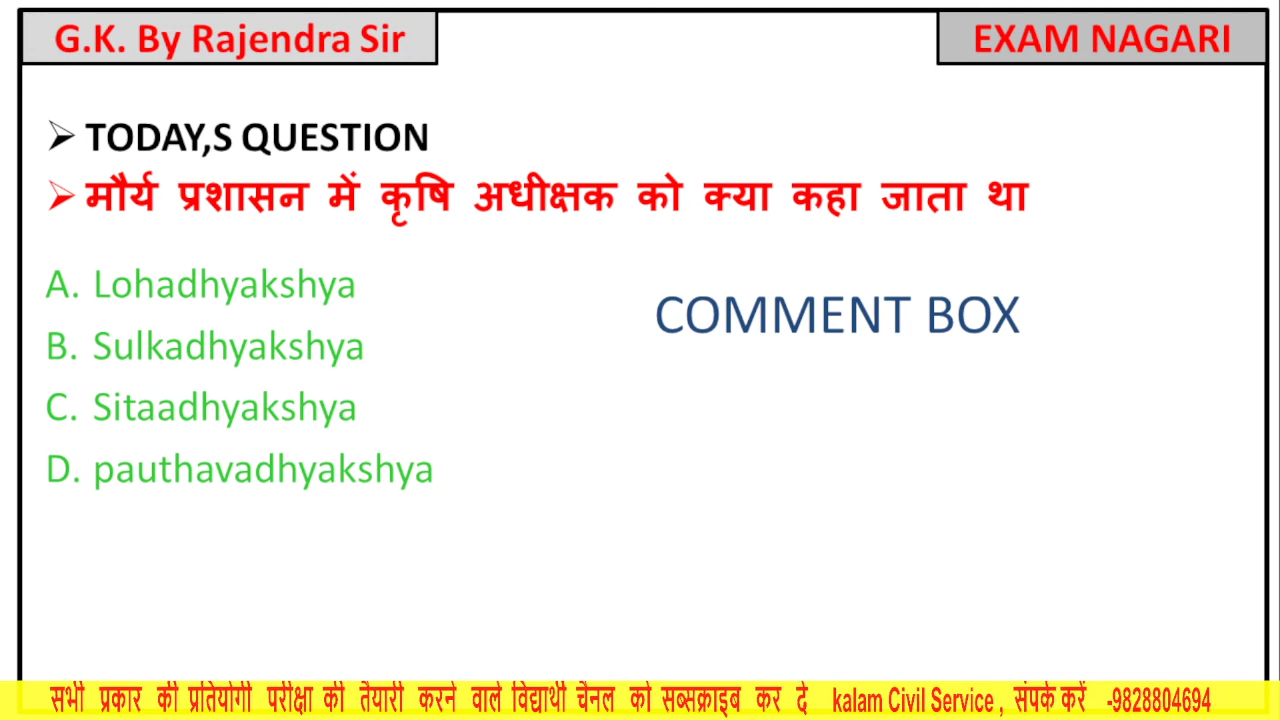 G.K. By Rajendra Sir
EXAM NAGARI
TODAY,S QUESTION
मौर्य प्रशासन में कृषि अधीक्षक को क्या कहा जाता था
A. Lohadhyakshya
B. Sulkadhyakshya
C. Sitaadhyakshya
D. pauthavadhyakshya
COMMENT BOX
सभी प्रकार की प्रतियोगी परीक्षा की तैयारी करने वाले विद्यार्थी चैनल को सब्सक्राइब कर दे kalam Civil Service , संपर्क करें -9828804694